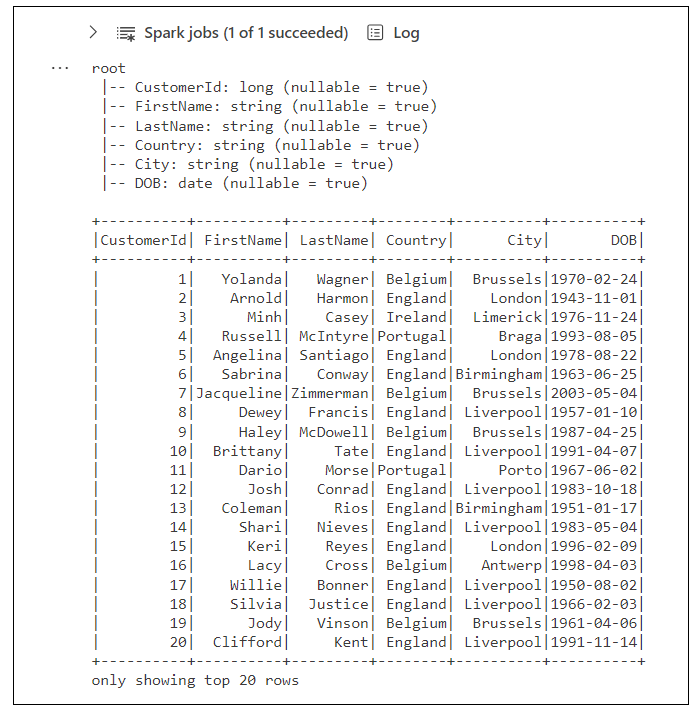 Spark jobs (1 of 1 succeeded) Log
... root
|-- CustomerId: long (nullable = true)
|-- FirstName: string (nullable = true)
|-- LastName: string (nullable = true)
|-- Country: string (nullable = true)
|-- City: string (nullable = true)
|-- DOB: date (nullable = true)
+----------+----------+---------+--------+----------+----------+
|CustomerId| FirstName| LastName| Country|      City|       DOB|
+----------+----------+---------+--------+----------+----------+
|         1|   Yolanda|   Wagner| Belgium|  Brussels|1970-02-24|
|         2|    Arnold|   Harmon| England|    London|1943-11-01|
|         3|      Minh|    Casey| Ireland|  Limerick|1976-11-24|
|         4|   Russell| McIntyre|Portugal|     Braga|1993-08-05|
|         5|  Angelina| Santiago| England|    London|1978-08-22|
|         6|   Sabrina|   Conway| England|Birmingham|1963-06-25|
|         7|Jacqueline|Zimmerman| Belgium|  Brussels|2003-05-04|
|         8|     Dewey|  Francis| England| Liverpool|1957-01-10|
|         9|     Haley| McDowell| Belgium|  Brussels|1987-04-25|
|        10|  Brittany|     Tate| England| Liverpool|1991-04-07|
|        11|     Dario|    Morse|Portugal|     Porto|1967-06-02|
|        12|      Josh|   Conrad| England| Liverpool|1983-10-18|
|        13|   Coleman|     Rios| England|Birmingham|1951-01-17|
|        14|     Shari|   Nieves| England| Liverpool|1983-05-04|
|        15|      Keri|    Reyes| England|    London|1996-02-09|
|        16|      Lacy|    Cross| Belgium|   Antwerp|1998-04-03|
|        17|    Willie|   Bonner| England| Liverpool|1950-08-02|
|        18|    Silvia|  Justice| England| Liverpool|1966-02-03|
|        19|      Jody|   Vinson| Belgium|  Brussels|1961-04-06|
|        20|  Clifford|     Kent| England| Liverpool|1991-11-14|
+----------+----------+---------+--------+----------+----------+
only showing top 20 rows